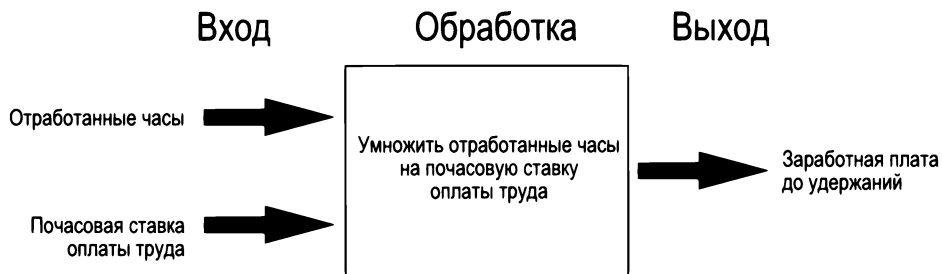 Вход
Обработка
Выход
Отработанные часы
Почасовая ставка
оплаты труда
Умножить отработанные часы
на почасовую ставку
оплаты труда
Заработная плата
до удержаний